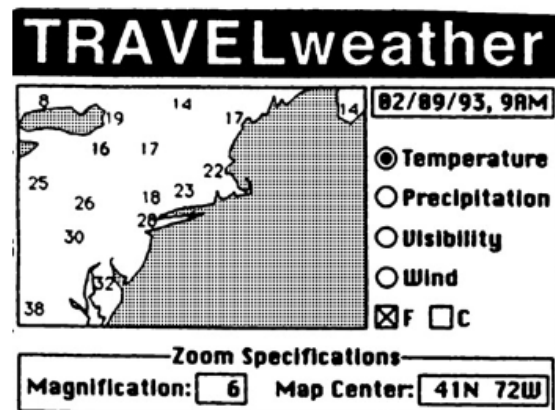 TRAVELweather
8 14 14
19 17
02/09/93, 9AM
16 17
Temperature
22
25 23
Precipitation
26 18
20
Visibility
30
Wind
32
38
F C
Zoom Specifications
Magnification: 6 Map Center: 41N 72W